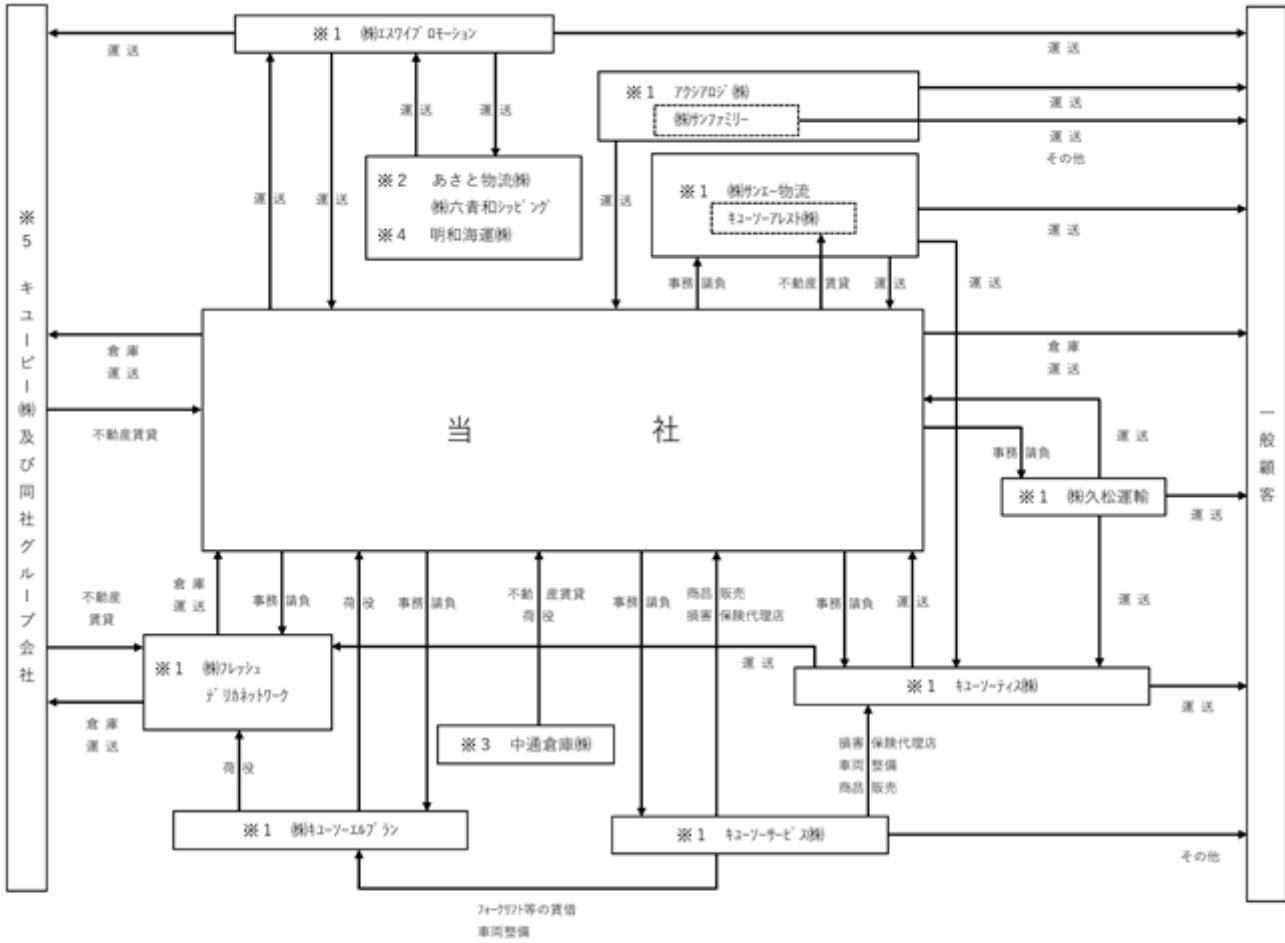 ※1 ㈱ｴｽﾜｲﾌﾟﾛﾓｰｼｮﾝ
運 送
運 送
※1 ｱｸｼｱﾛｼﾞ㈱
㈱ｻﾝﾌｧﾐﾘｰ
運 送
運 送
その他
運 送
運 送
※2 あさと物流㈱
㈱六青和ｼｯﾋﾟﾝｸﾞ
※4 明和海運㈱
※1 ㈱ｻﾝｴｰ物流
ｷﾕｰｿｰｱﾚｽﾄ㈱
運 送
運 送
運 送
運 送
事務 請負
不動産 賃貸
運 送
運 送
※5 キユーピー㈱及び同社グループ会社
一般顧客
倉 庫
運 送
不動産賃貸
当 社
倉 庫
運 送
運 送
事務 請負
※1 ㈱久松運輸
運 送
運 送
不動産
賃貸
倉 庫
運 送
事務 請負
荷 役
事務 請負
不動 産賃貸
荷 役
事務 請負
商品 販売
損害 保険代理店
事務 請負
運 送
※1 ㈱ﾌﾚｯｼｭ
ﾃﾞﾘｶﾈｯﾄﾜｰｸ
倉 庫
運 送
運 送
※1 ｷﾕｰｿｰﾃｨｽ㈱
運 送
※3 中通倉庫㈱
荷 役
損害 保険代理店
車両 整備
商品 販売
※1 ㈱ｷﾕｰｿｰｴﾙﾌﾟﾗﾝ
※1 ｷﾕｰｿｰｻｰﾋﾞｽ㈱
その他
ﾌｫｰｸﾘﾌﾄ等の賃借
車両整備